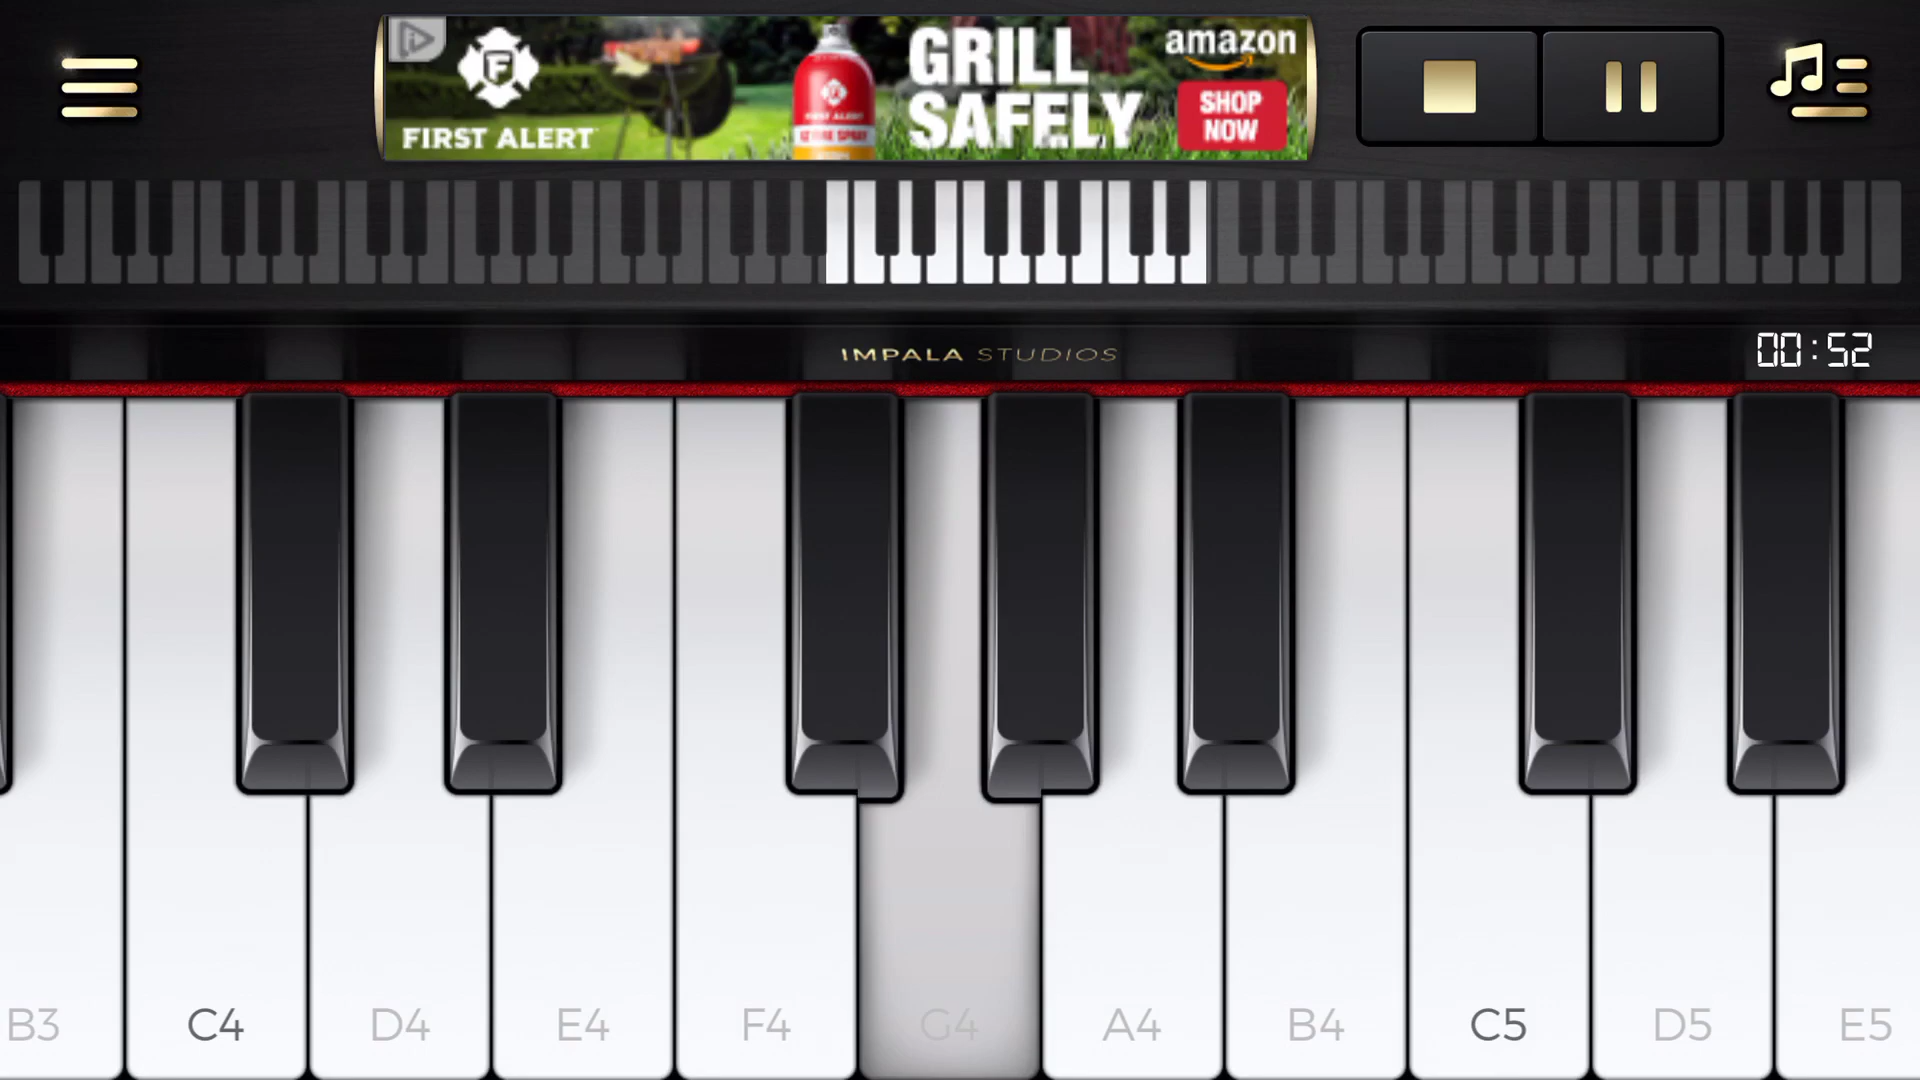 FIRST ALERT
GRILL
SAFELY
amazon
SHOP
NOW
IMPALA STUDIOS
00:52
B3 C4 D4 E4 F4 G4 A4 B4 C5 D5 E5